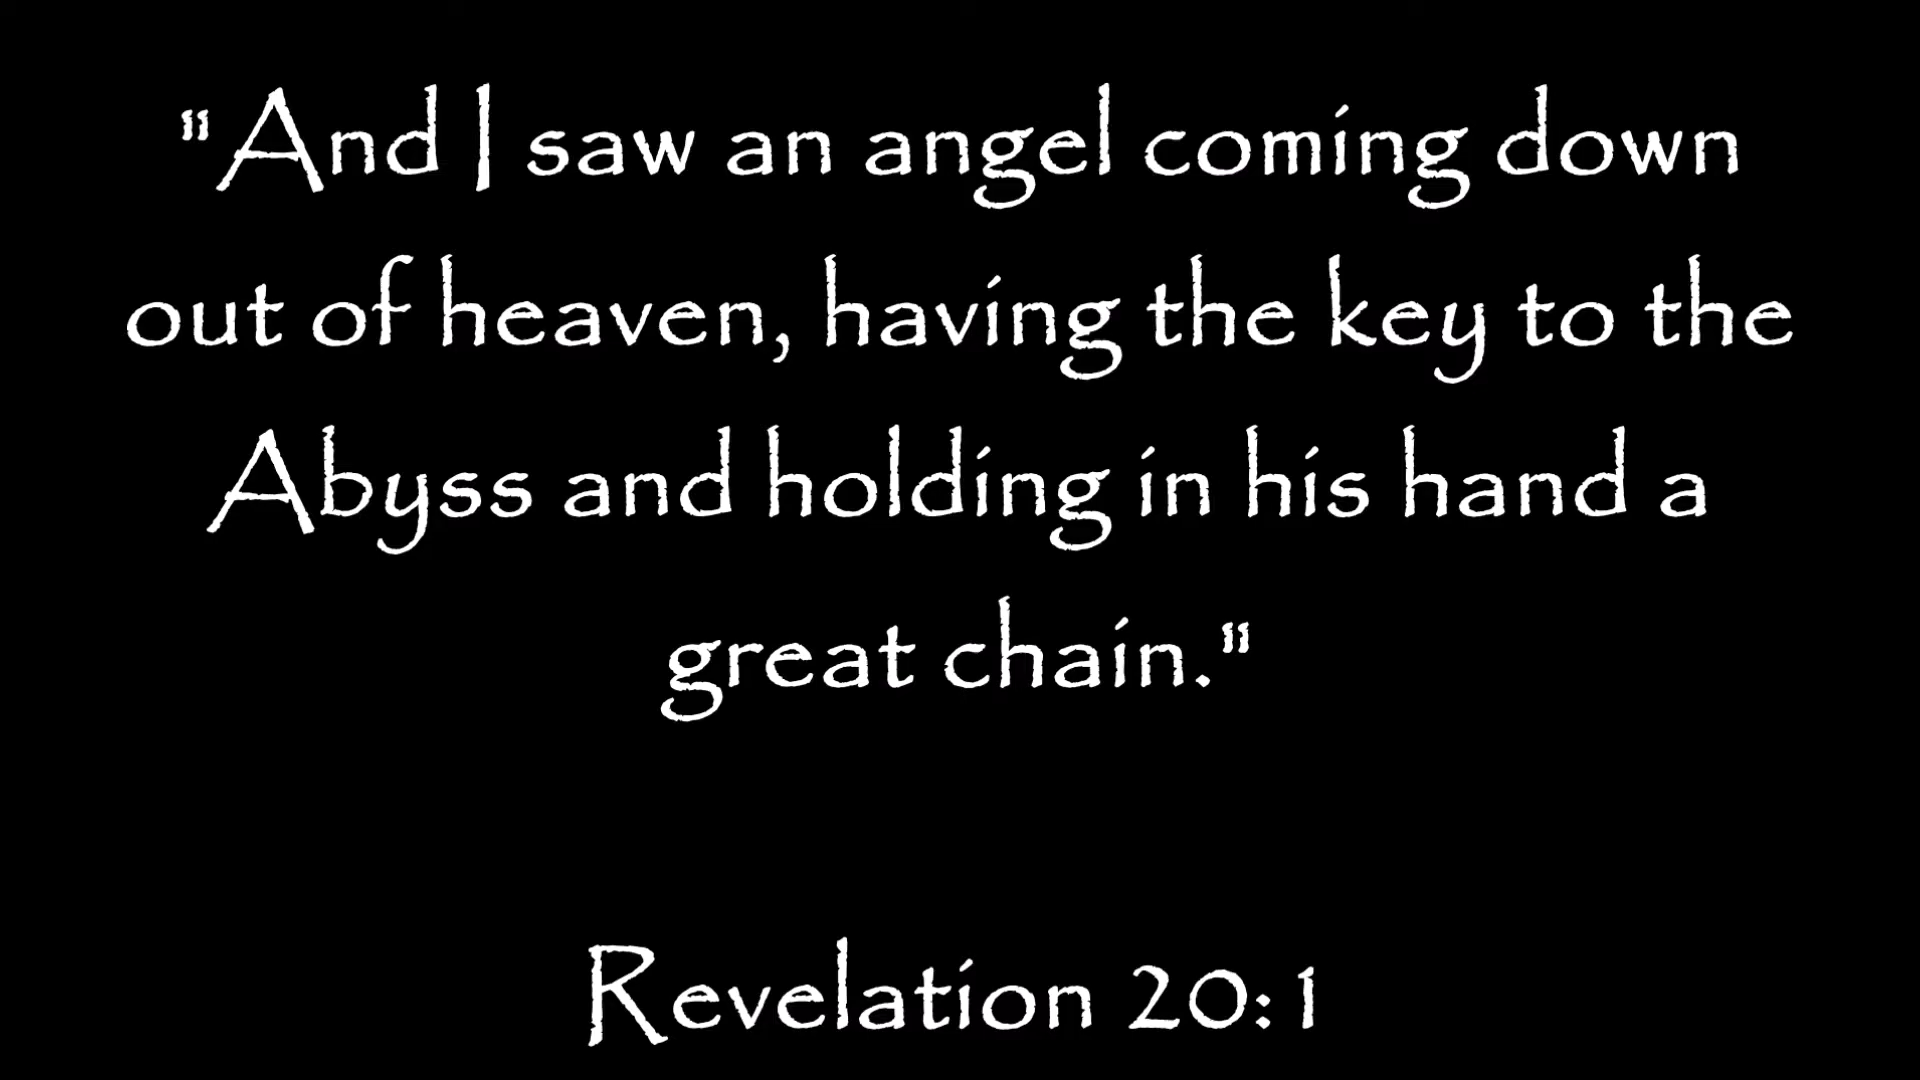 "And I saw an angel coming down
out of heaven, having the key to the
Abyss and holding in his hand a
great chain."
Revelation 20:1